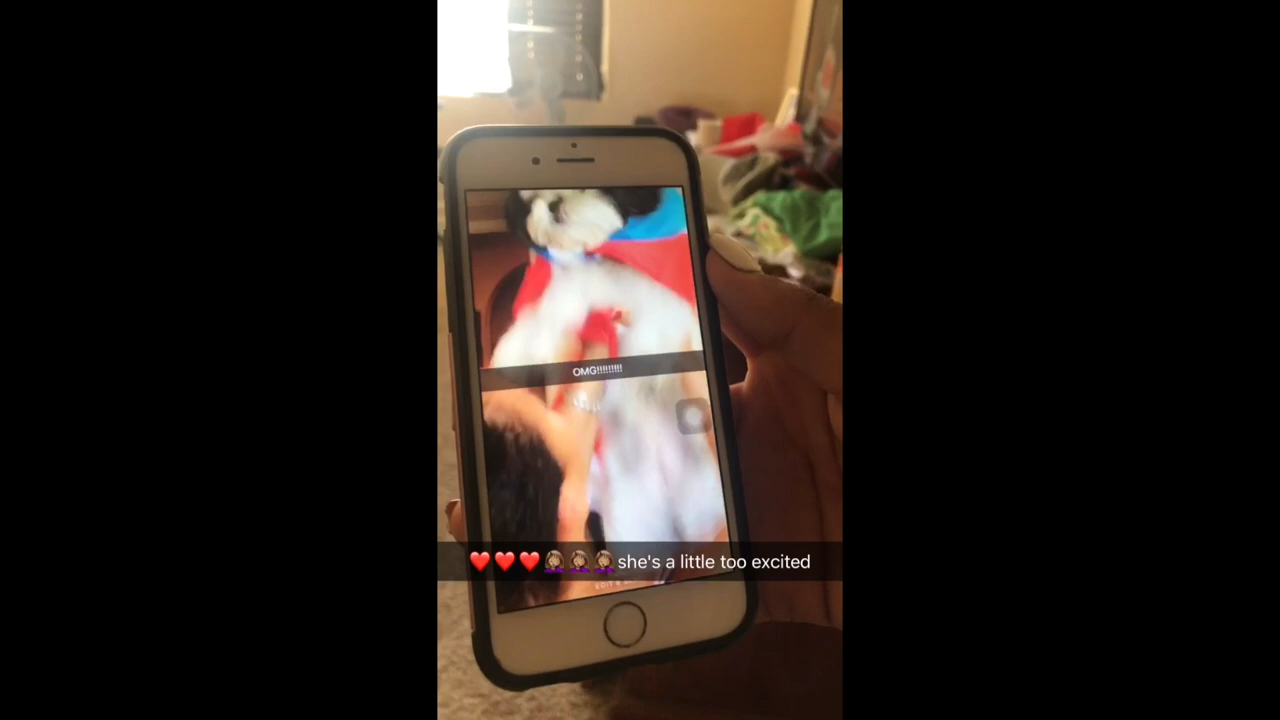 OMG!!!!!!!!!
❤️❤️❤️🤦🏽‍♀️🤦🏽‍♀️🤦🏽‍♀️she's a little too excited